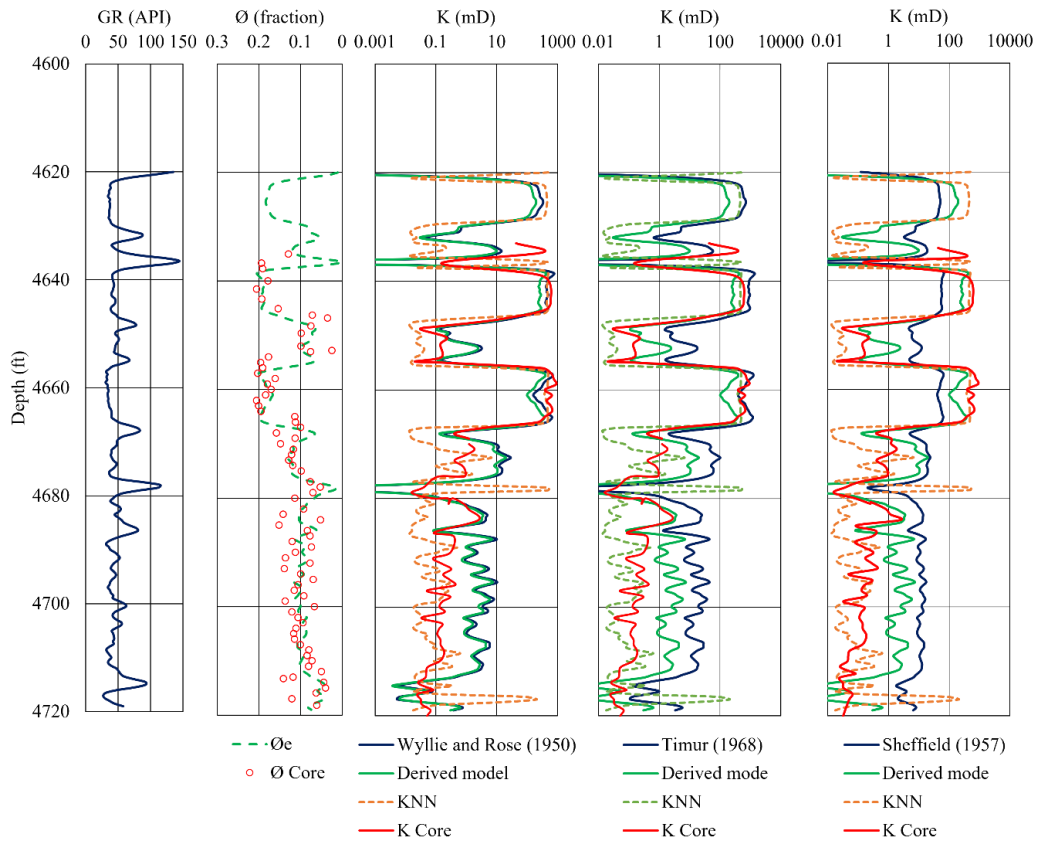 GR (API)
Ø (fraction)
K (mD)
K (mD)
K (mD)
0 50 100 150
0.3 0.2 0.1 0
0.001 0.1 10 1000
0.01 1 100 10000
0.01 1 100 10000
4600
4620
4640
4660
4680
4700
4720
Depth (ft)
Øe
Ø Core
Wyllie and Rose (1950)
Derived model
KNN
K Core
Timur (1968)
Derived mode
KNN
K Core
Sheffield (1957)
Derived mode
KNN
K Core